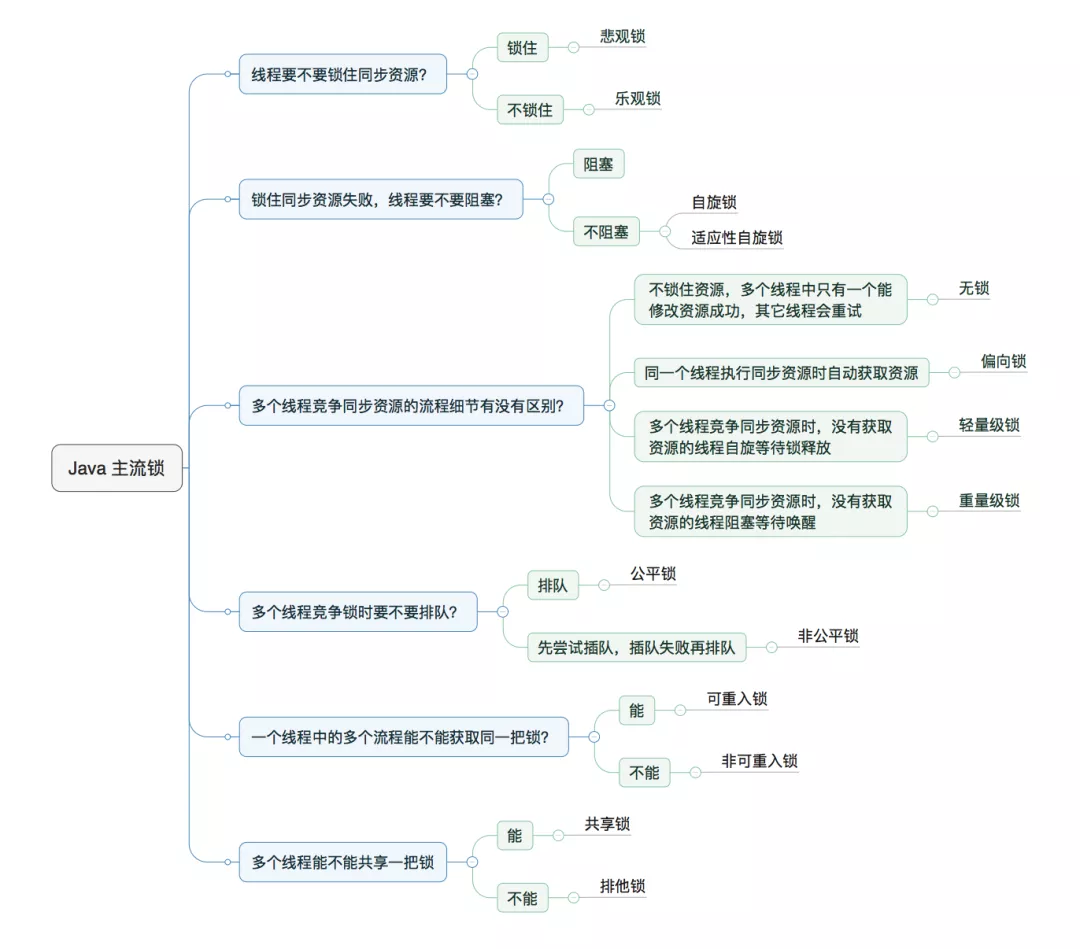 Java 主流锁
线程要不要锁住同步资源？
锁住
悲观锁
不锁住
乐观锁
锁住同步资源失败，线程要不要阻塞？
阻塞
不阻塞
自旋锁
适应性自旋锁
多个线程竞争同步资源的流程细节有没有区别？
不锁住资源，多个线程中只有一个能
修改资源成功，其它线程会重试
无锁
同一个线程执行同步资源时自动获取资源
偏向锁
多个线程竞争同步资源时，没有获取
资源的线程自旋等待锁释放
轻量级锁
多个线程竞争同步资源时，没有获取
资源的线程阻塞等待唤醒
重量级锁
多个线程竞争锁时要不要排队？
排队
公平锁
先尝试插队，插队失败再排队
非公平锁
一个线程中的多个流程能不能获取同一把锁？
能
可重入锁
不能
非可重入锁
多个线程能不能共享一把锁
能
共享锁
不能
排他锁